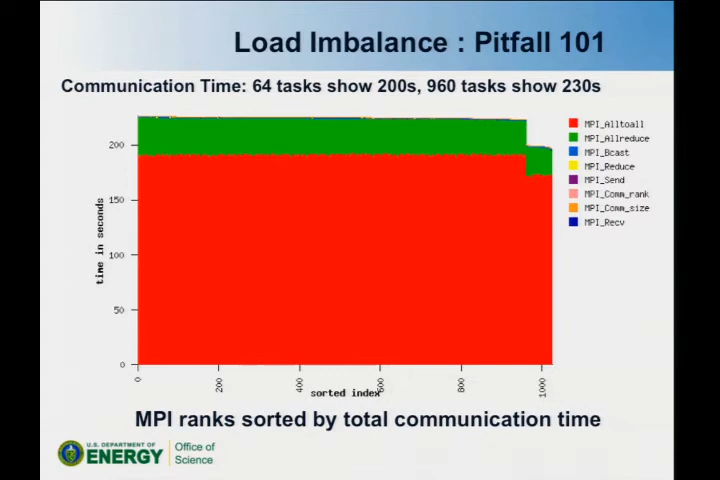 Load Imbalance : Pitfall 101
Communication Time: 64 tasks show 200s, 960 tasks show 230s
MPI_Alltoall
MPI_Allreduce
MPI_Bcast
MPI_Reduce
MPI_Send
MPI_Comm_rank
MPI_Comm_size
MPI_Recv
time in seconds
200
150
100
50
0
0
200
400
600
800
1000
sorted index
MPI ranks sorted by total communication time
U.S. DEPARTMENT OF
ENERGY
Office of
Science